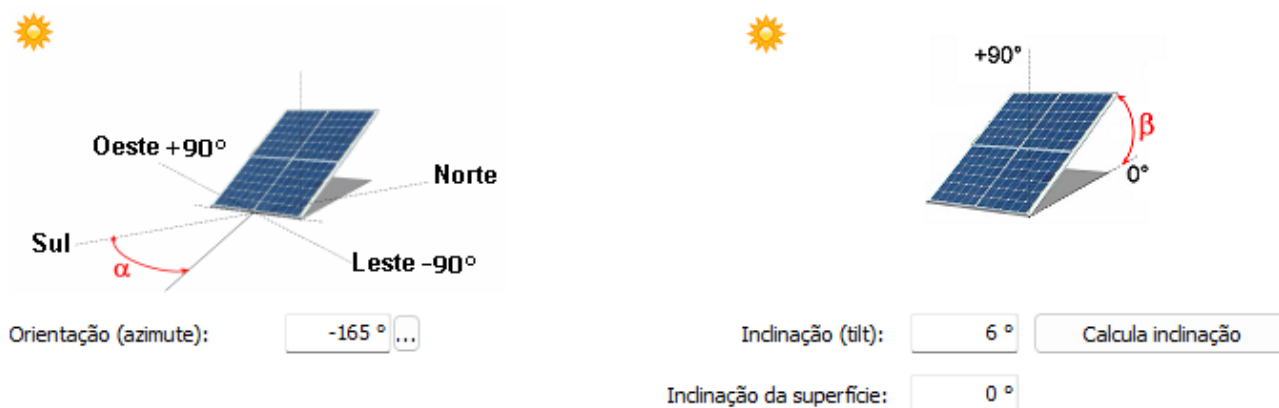 +90°
Oeste +90°
β
Norte
0°
Sul
α
Leste -90°
Orientação (azimute): -165 ° ...
Inclinação (tilt): 6 ° Calcula inclinação
Inclinação da superfície: 0 °